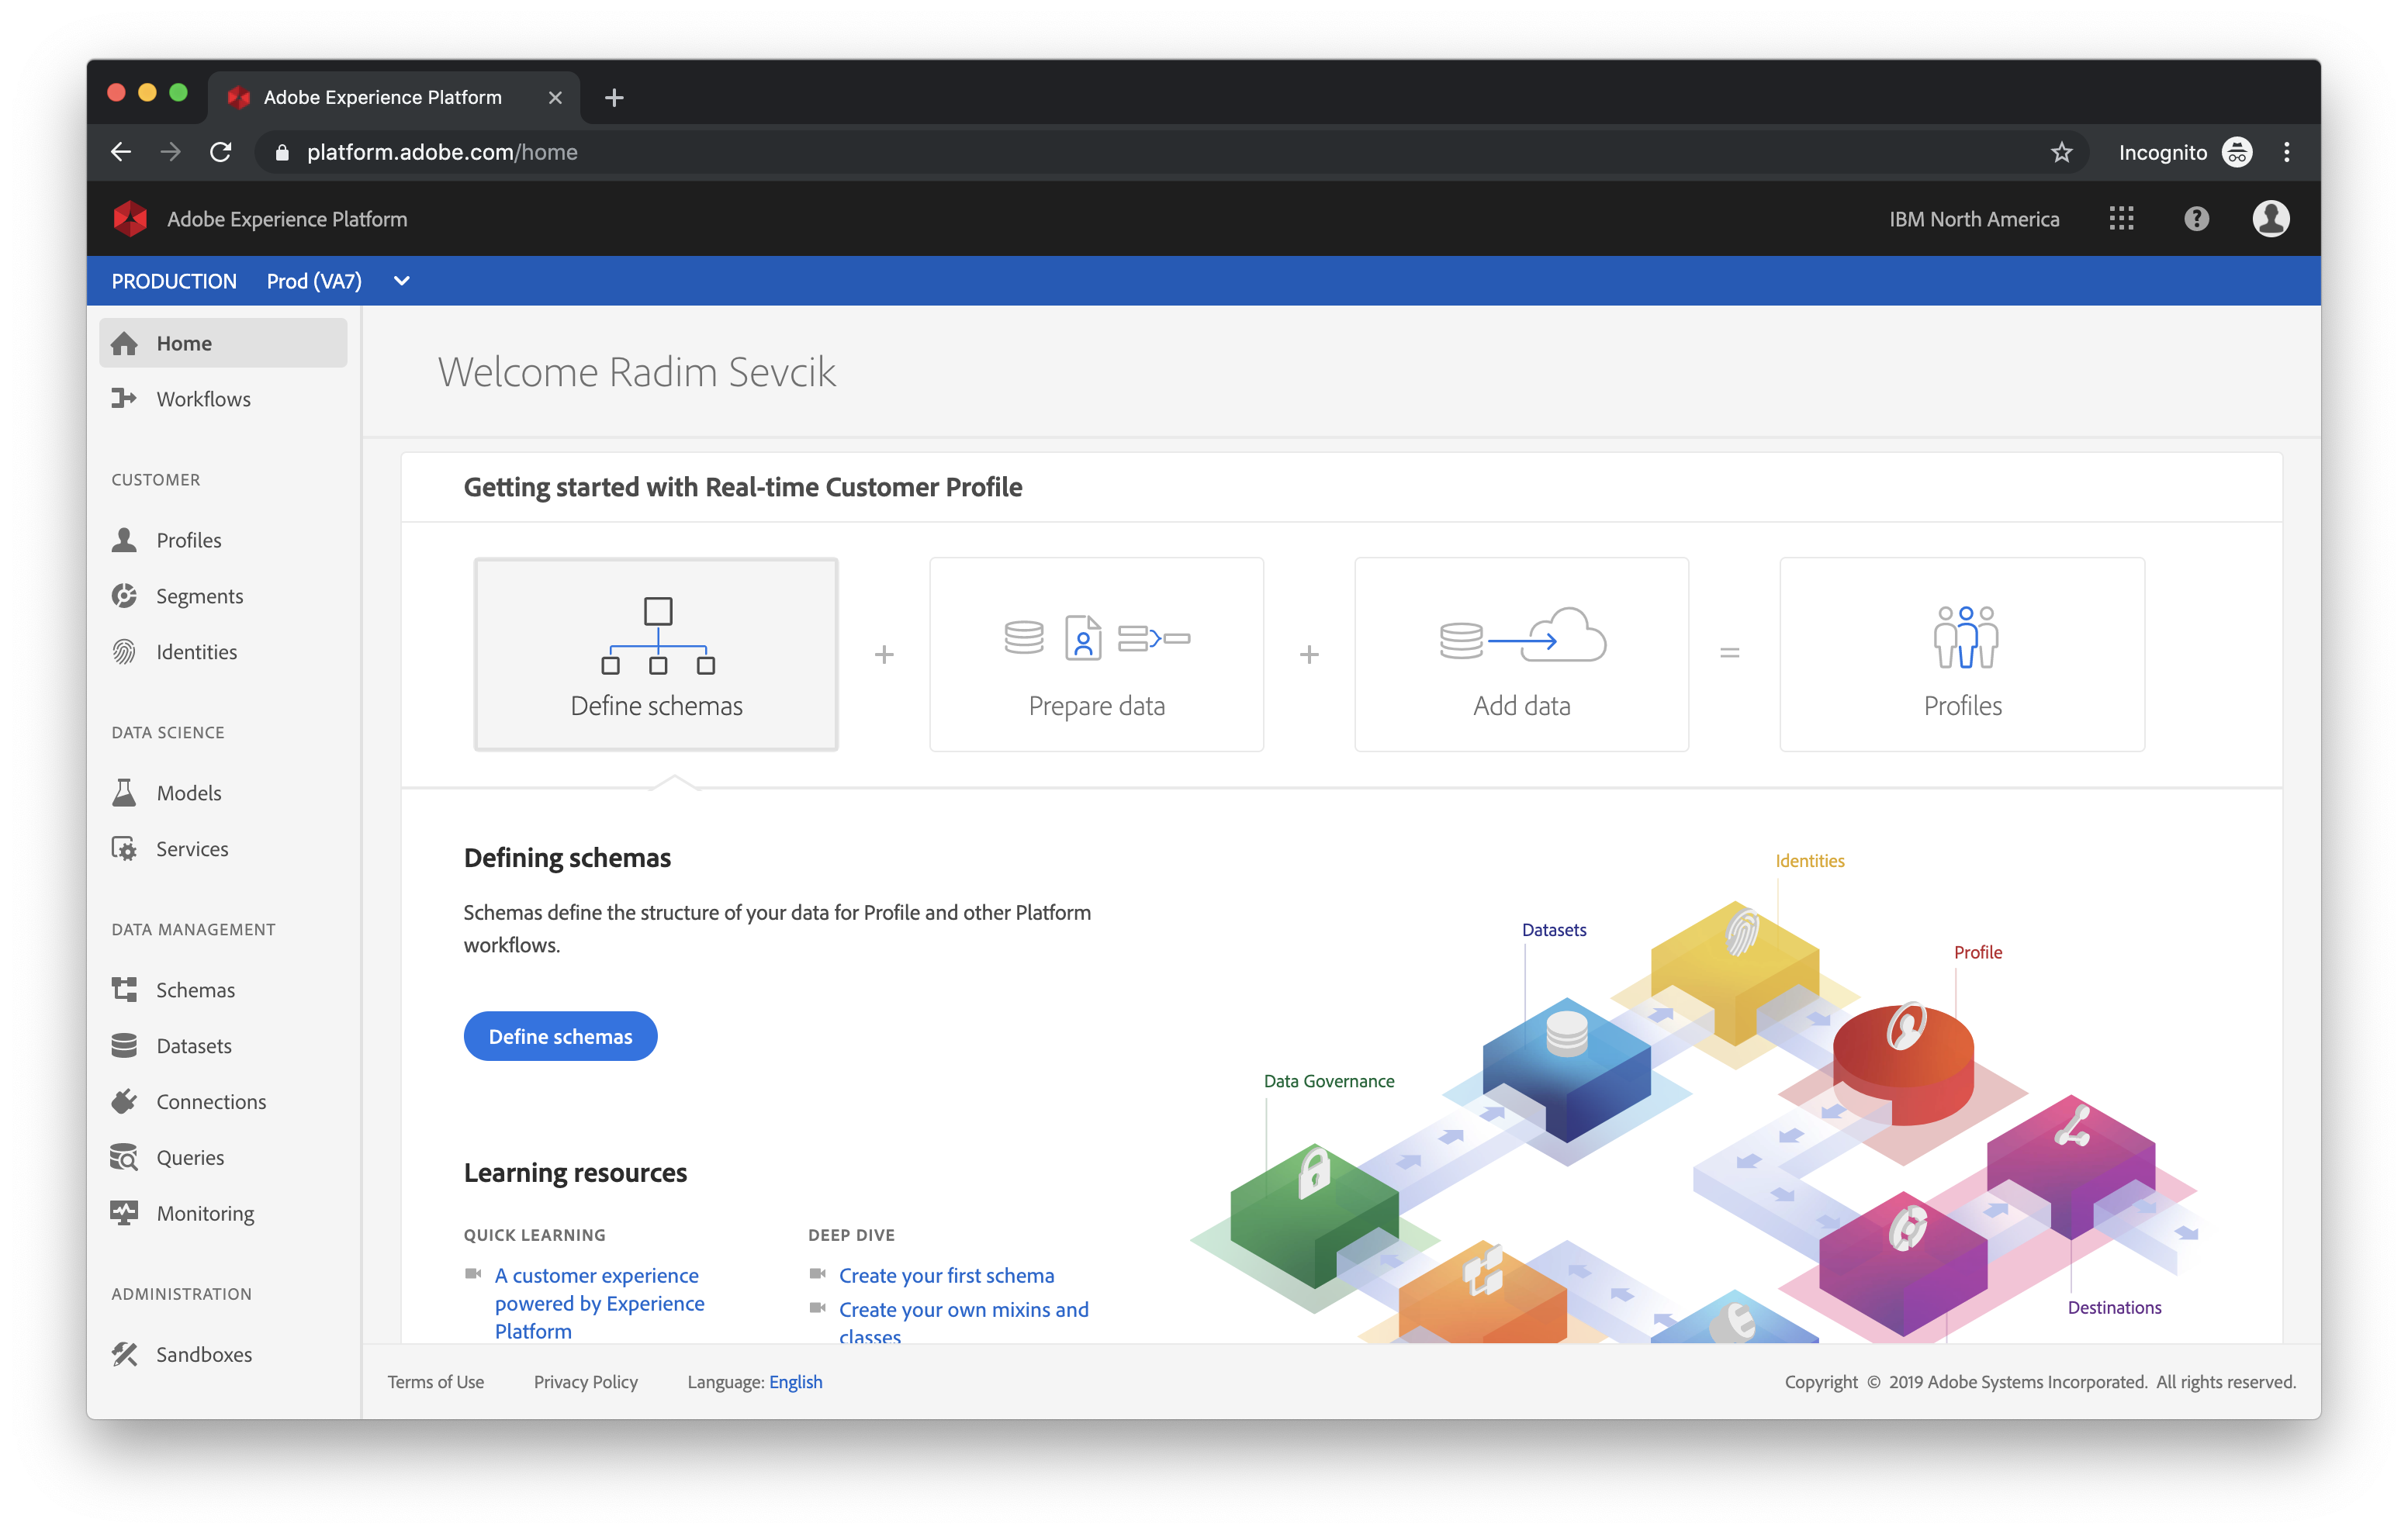 Adobe Experience Platform
platform.adobe.com/home
Incognito
Adobe Experience Platform
IBM North America
PRODUCTION Prod (VA7)
Home
Workflows
CUSTOMER
Profiles
Segments
Identities
DATA SCIENCE
Models
Services
DATA MANAGEMENT
Schemas
Datasets
Connections
Queries
Monitoring
ADMINISTRATION
Sandboxes
Welcome Radim Sevcik
Getting started with Real-time Customer Profile
Define schemas
+
Prepare data
+
Add data
=
Profiles
Defining schemas
Schemas define the structure of your data for Profile and other Platform
workflows.
Define schemas
Learning resources
QUICK LEARNING
A customer experience
powered by Experience
Platform
DEEP DIVE
Create your first schema
Create your own mixins and
classes
Identities
Datasets
Profile
Data Governance
Destinations
Terms of Use
Privacy Policy
Language: English
Copyright © 2019 Adobe Systems Incorporated. All rights reserved.